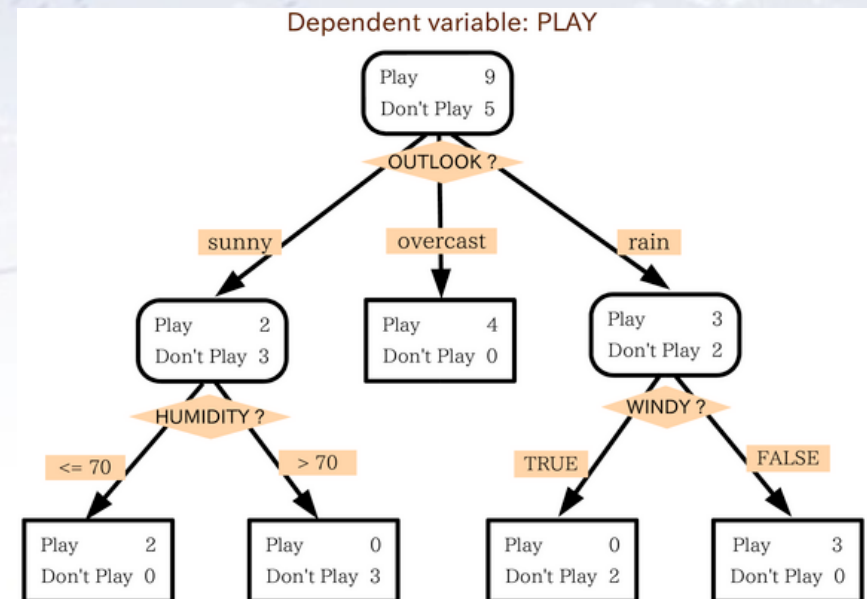 Dependent variable: PLAY
Play 9
Don't Play 5
OUTLOOK ?
sunny
overcast
rain
Play 2
Don't Play 3
Play 4
Don't Play 0
Play 3
Don't Play 2
HUMIDITY ?
WINDY ?
<= 70
> 70
TRUE
FALSE
Play 2
Don't Play 0
Play 0
Don't Play 3
Play 0
Don't Play 2
Play 3
Don't Play 0